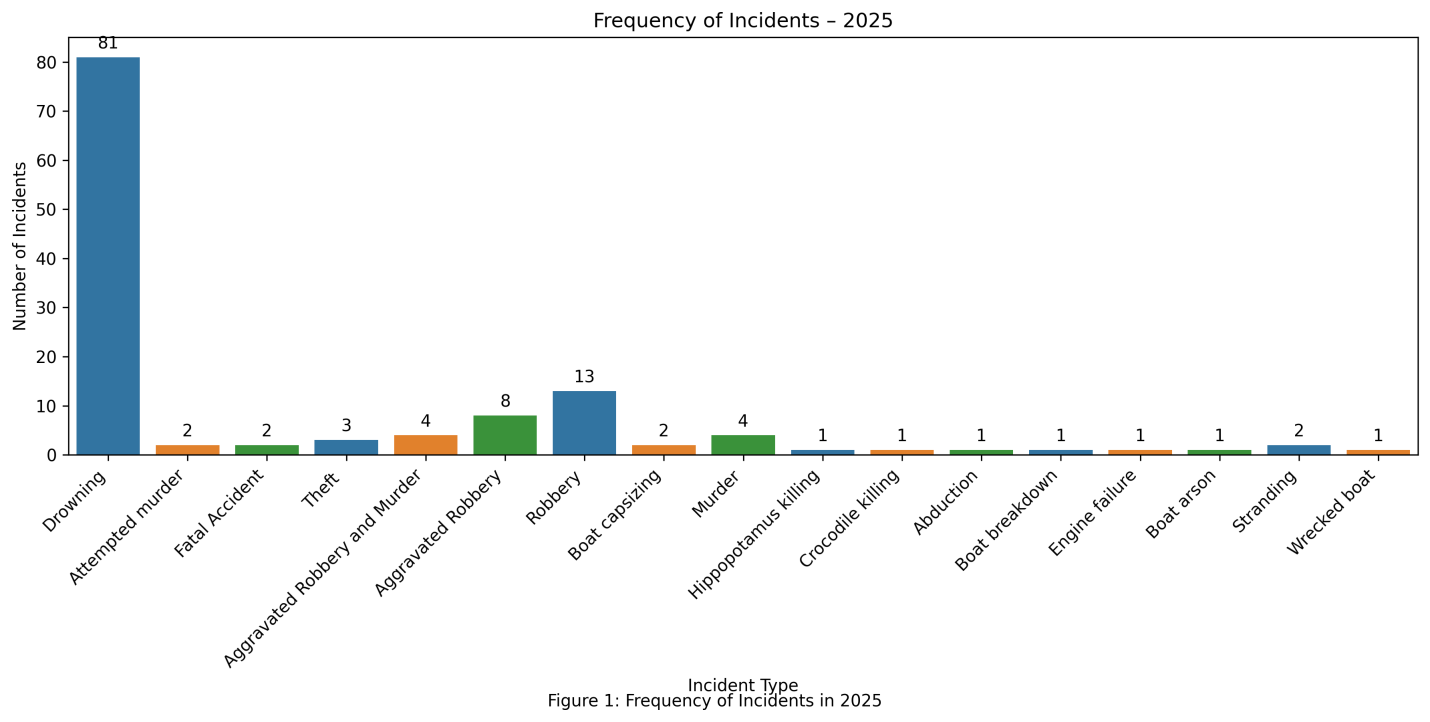 Frequency of Incidents – 2025
Number of Incidents
80
70
60
50
40
30
20
10
0
81
2
2
3
4
8
13
2
4
1
1
1
1
1
1
2
1
Drowning
Attempted murder
Fatal Accident
Theft
Aggravated Robbery and Murder
Aggravated Robbery
Robbery
Boat capsizing
Murder
Hippopotamus killing
Crocodile killing
Abduction
Boat breakdown
Engine failure
Boat arson
Stranding
Wrecked boat
Incident Type
Figure 1: Frequency of Incidents in 2025